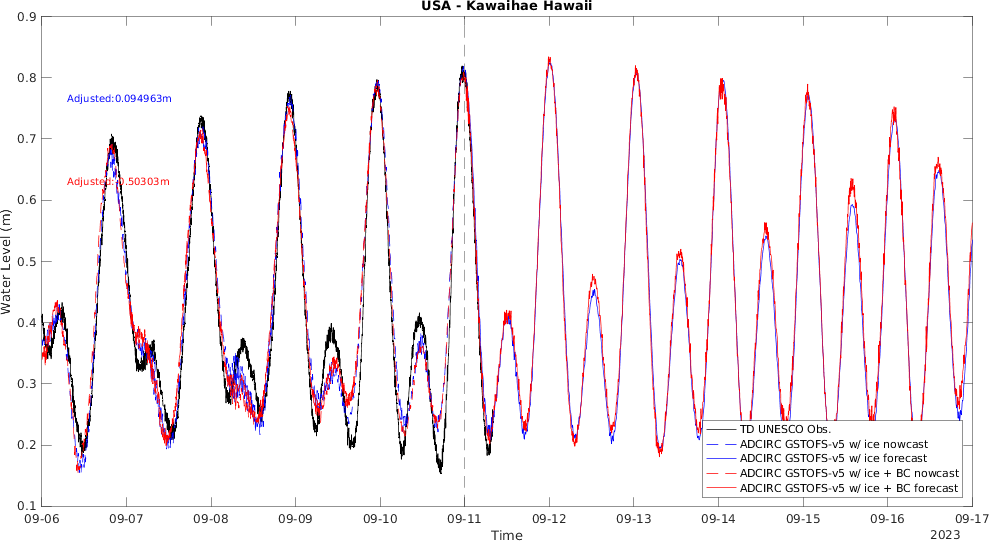 USA - Kawaihae Hawaii
0.9
0.8
0.7
0.6
0.5
0.4
0.3
0.2
0.1
Water Level (m)
Adjusted:0.094963m
Adjusted:
09-06
09-07
09-08
09-09
09-10
09-11
09-12
09-13
09-14
09-15
09-16
09-17
Time
2023
TD UNESCO Obs.
ADCIRC GSTOFS-v5 w/ ice nowcast
ADCIRC GSTOFS-v5 w/ ice forecast
ADCIRC GSTOFS-v5 w/ ice + BC nowcast
ADCIRC GSTOFS-v5 w/ ice + BC forecast